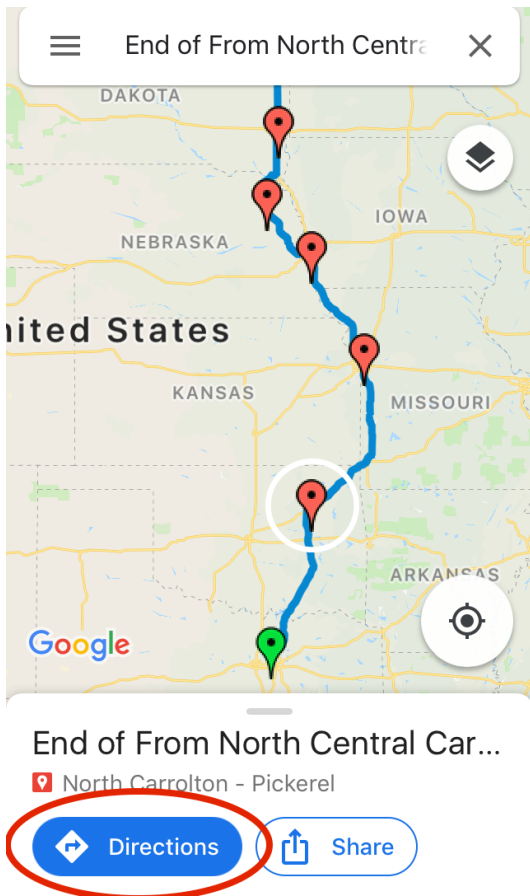 End of From North Centra
DAKOTA
IOWA
NEBRASKA
nited States
KANSAS
MISSOURI
ARKANSAS
Google
End of From North Central Car...
North Carrolton - Pickerel
Directions
Share